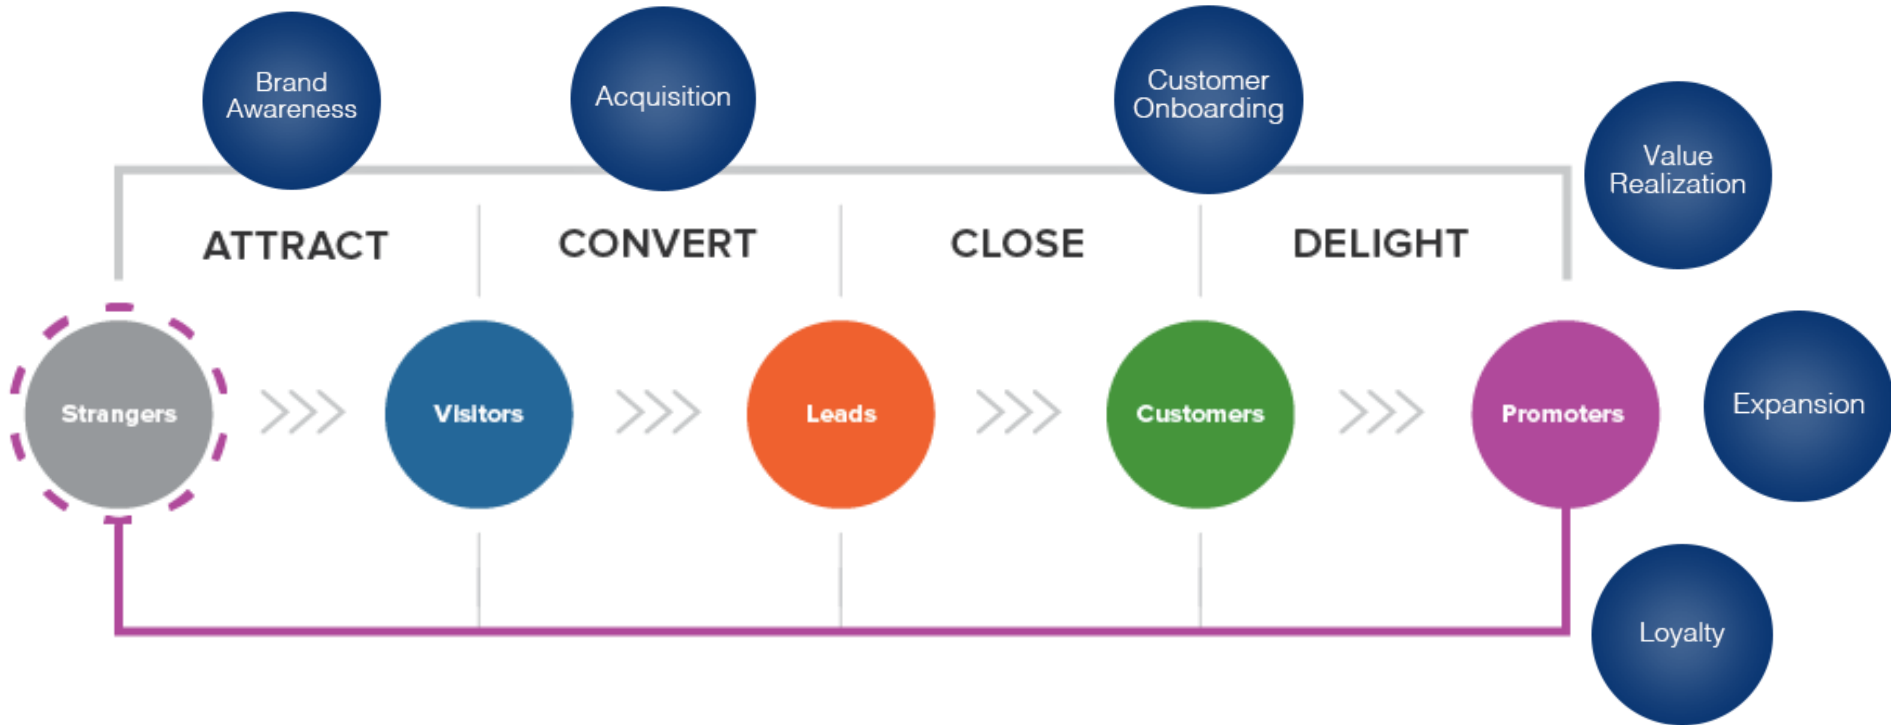 Brand
Awareness
Acquisition
Customer
Onboarding
Value
Realization
ATTRACT
CONVERT
CLOSE
DELIGHT
Strangers
Visitors
Leads
Customers
Promoters
Expansion
Loyalty